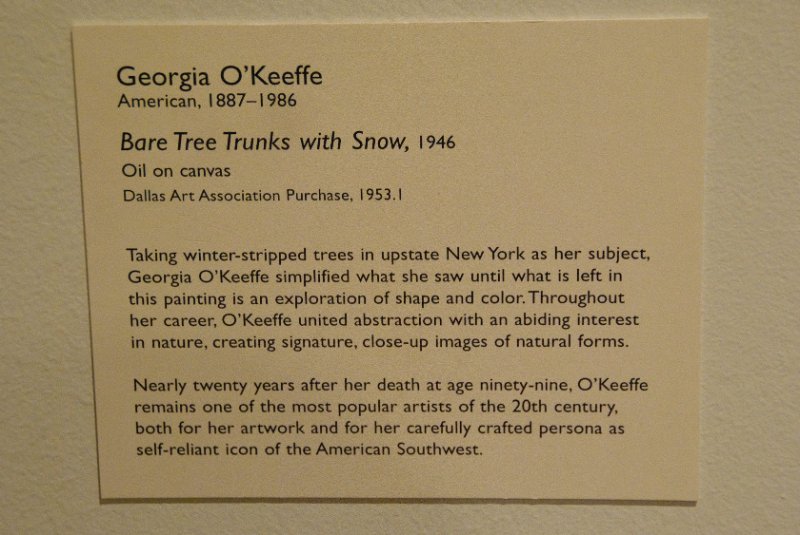 Georgia O'Keeffe
American, 1887–1986
Bare Tree Trunks with Snow, 1946
Oil on canvas
Dallas Art Association Purchase, 1953.1
Taking winter-stripped trees in upstate New York as her subject,
Georgia O'Keeffe simplified what she saw until what is left in
this painting is an exploration of shape and color. Throughout
her career, O'Keeffe united abstraction with an abiding interest
in nature, creating signature, close-up images of natural forms.
Nearly twenty years after her death at age ninety-nine, O'Keeffe
remains one of the most popular artists of the 20th century,
both for her artwork and for her carefully crafted persona as
self-reliant icon of the American Southwest.